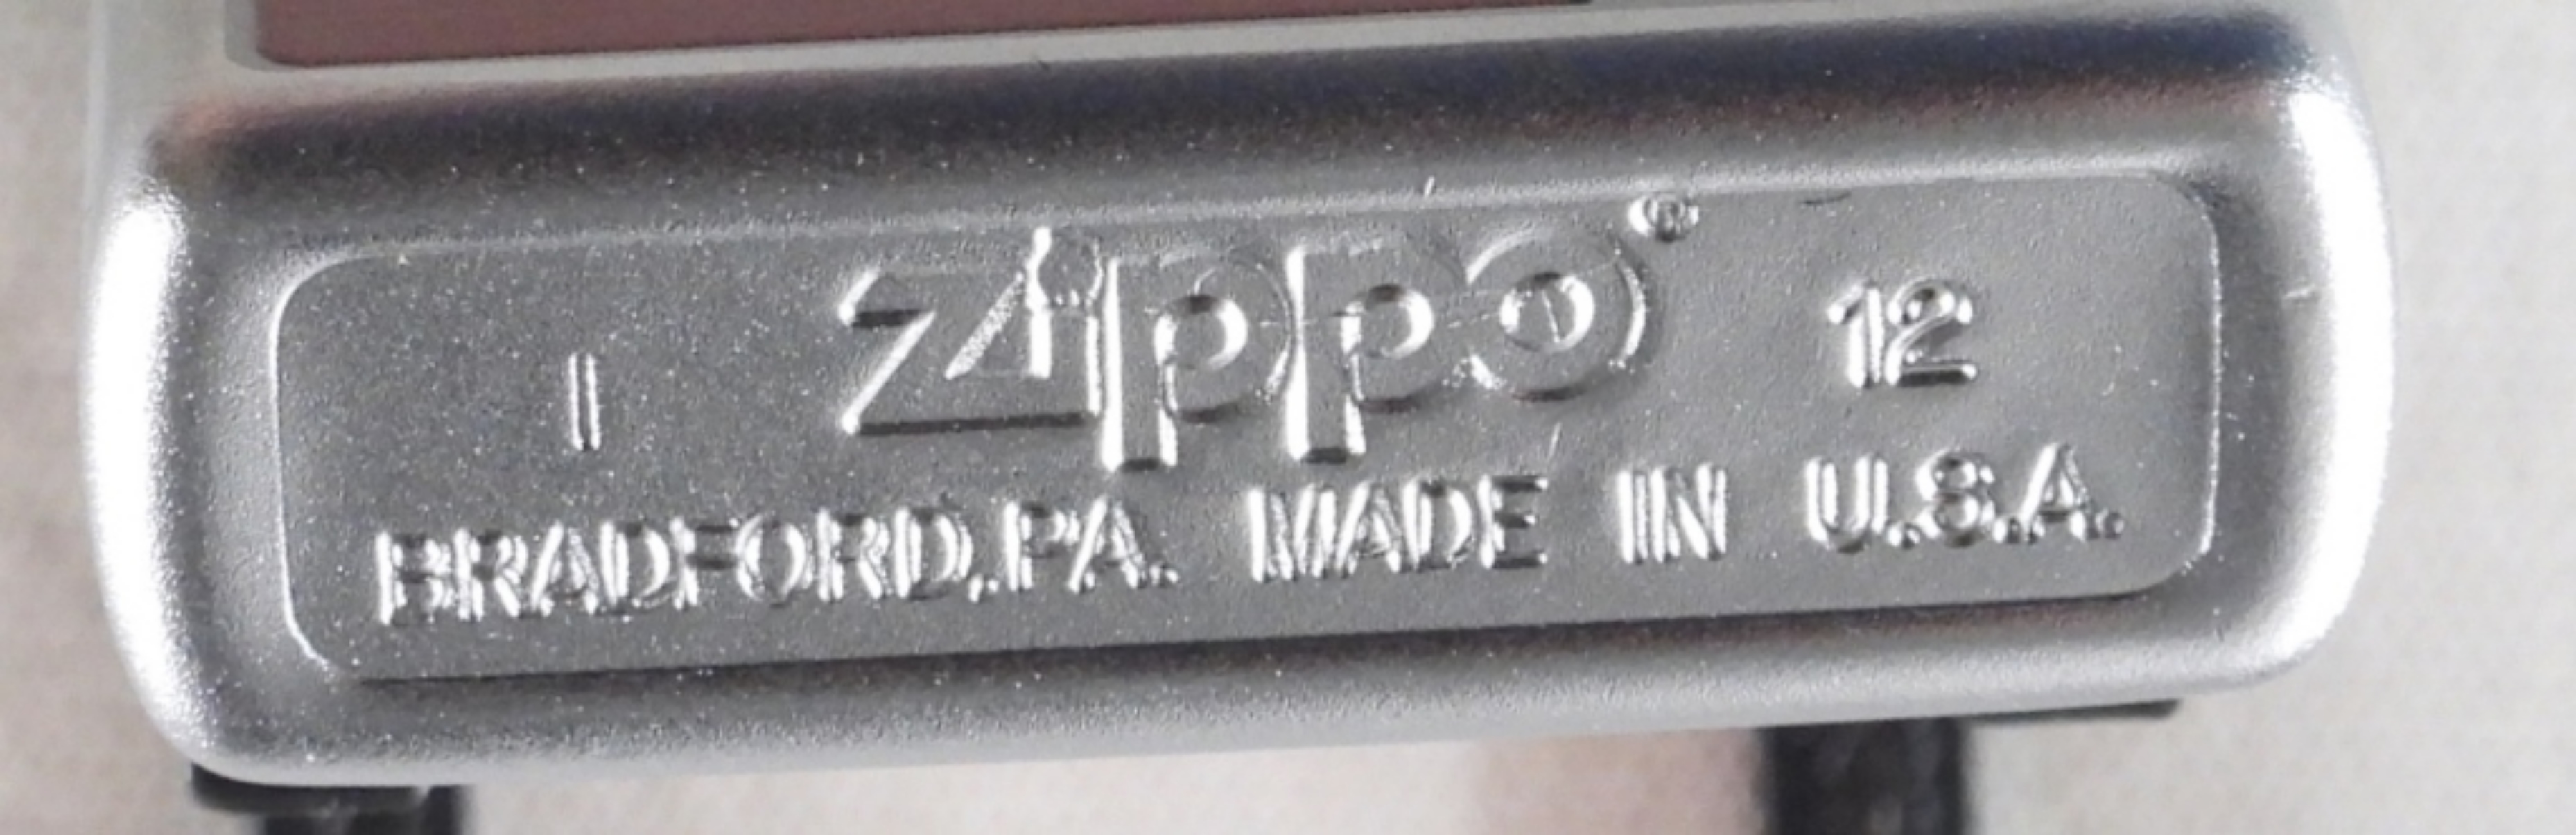 I Zippo® 12
BRADFORD,PA. MADE IN U.S.A.